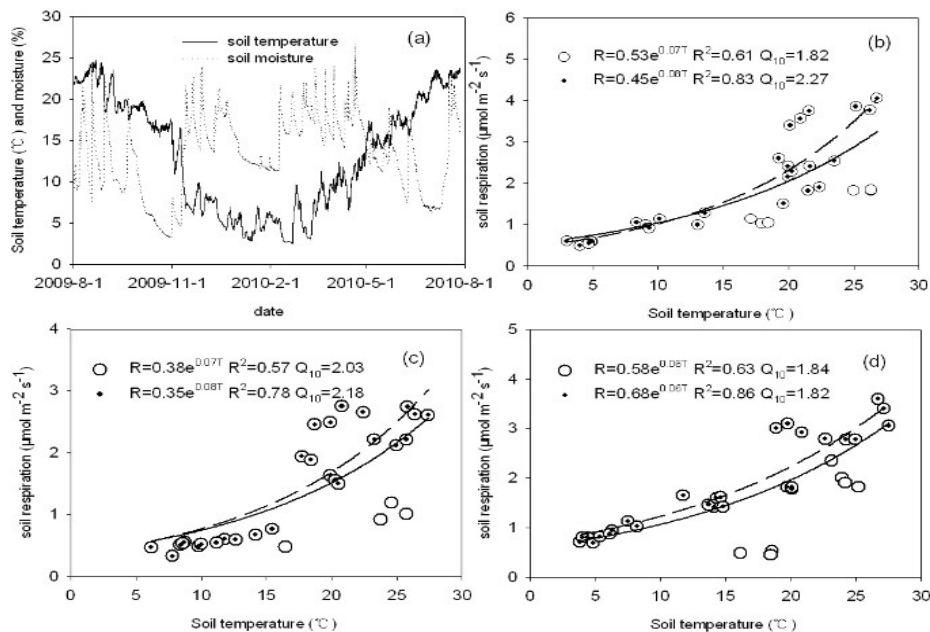 (a)
soil temperature
soil moisture
Soil temperature (℃) and moisture (%)
30
25
20
15
10
5
0
2009-8-1 2009-11-1 2010-2-1 2010-5-1 2010-8-1
date
(b)
R=0.53e^0.07T R²=0.61 Q₁₀=1.82
R=0.45e^0.08T R²=0.83 Q₁₀=2.27
soil respiration (μmol m⁻² s⁻¹)
6
5
4
3
2
1
0
0 5 10 15 20 25 30
Soil temperature (℃)
(c)
R=0.38e^0.07T R²=0.57 Q₁₀=2.03
R=0.35e^0.08T R²=0.78 Q₁₀=2.18
soil respiration (μmol m⁻² s⁻¹)
4
3
2
1
0
0 5 10 15 20 25 30
Soil temperature (℃)
(d)
R=0.58e^0.06T R²=0.63 Q₁₀=1.84
R=0.68e^0.06T R²=0.86 Q₁₀=1.82
soil respiration (μmol m⁻² s⁻¹)
5
4
3
2
1
0
0 5 10 15 20 25 30
Soil temperature (℃)